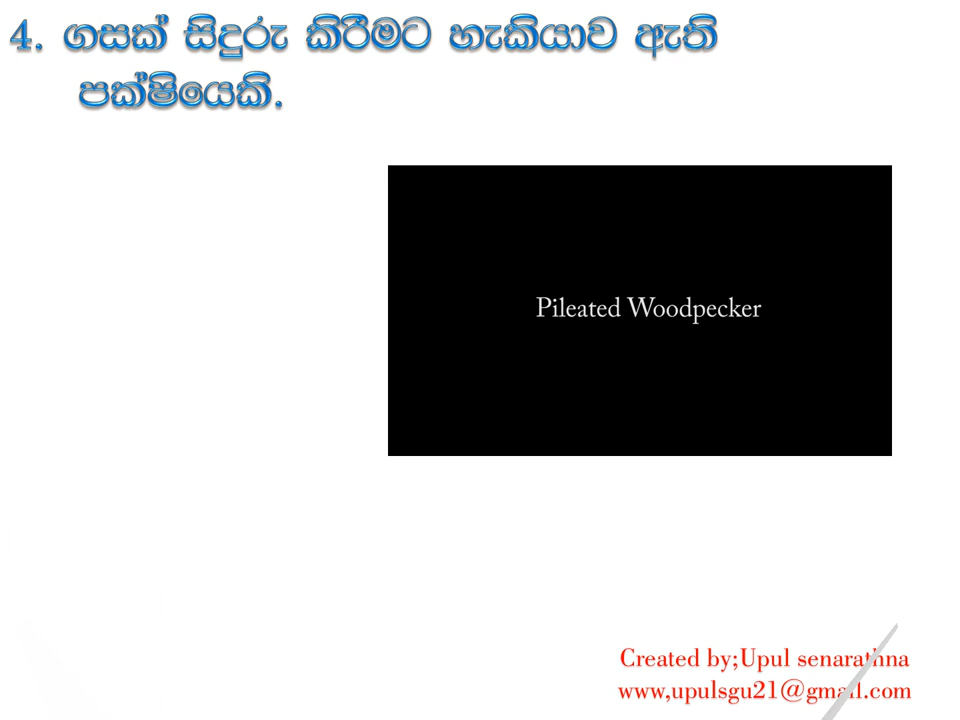 4. ගසක් සිදුරු කිරීමට හැකියාව ඇති
පක්ෂියෙකි.
Pileated Woodpecker
Created by;Upul senarathna
www,upulsgu21@gmail.com